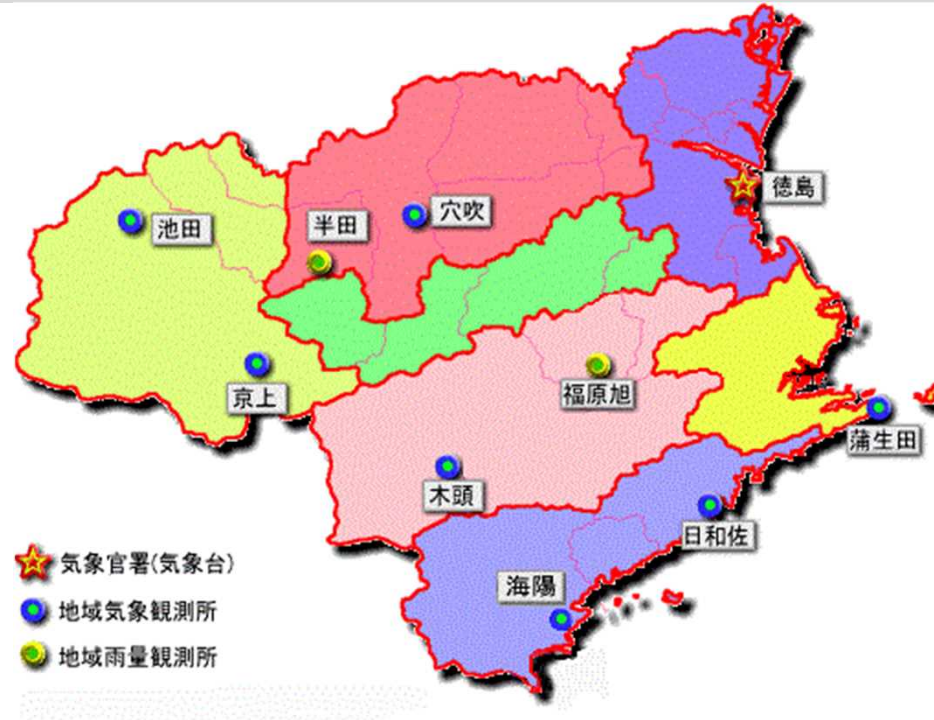 徳島
穴吹
半田
池田
京上
福原旭
蒲生田
木頭
日和佐
海陽
気象官署(気象台)
地域気象観測所
地域雨量観測所